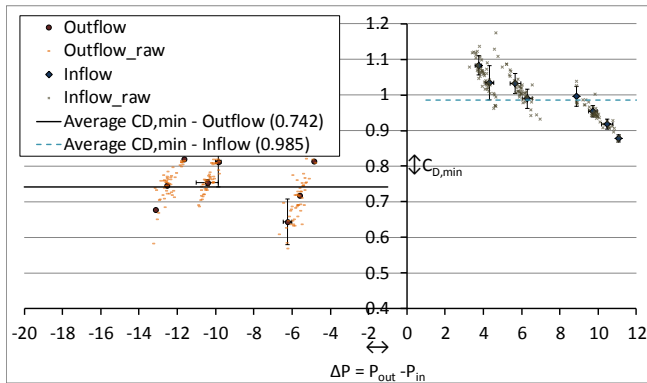 Outflow
Outflow_raw
Inflow
Inflow_raw
Average CD,min - Outflow (0.742)
Average CD,min - Inflow (0.985)
1.2
1.1
1
0.9
0.8
0.7
0.6
0.5
0.4
↔ C_D,min
-20 -18 -16 -14 -12 -10 -8 -6 -4 -2 0 2 4 6 8 10 12
↔
ΔP = P_out -P_in